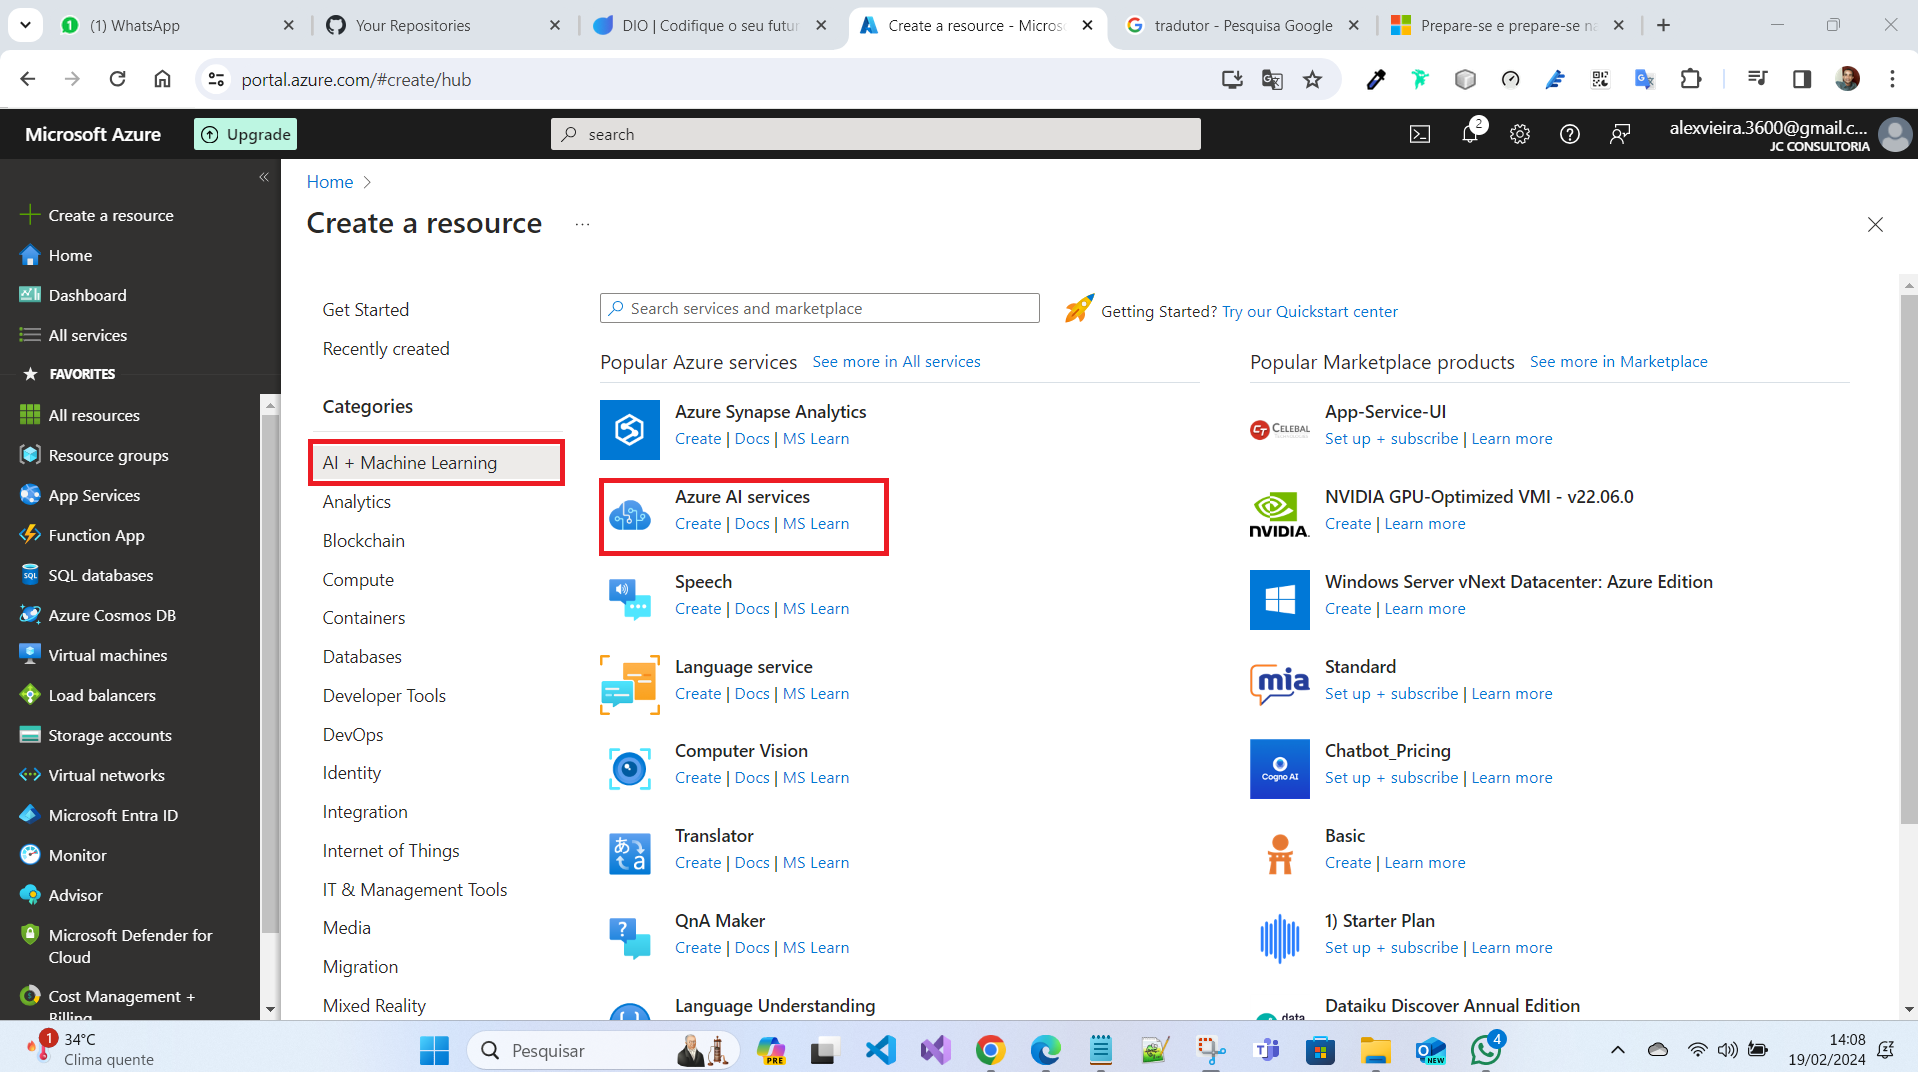 (1) WhatsApp
Your Repositories
DIO | Codifique o seu futur
Create a resource - Micros
tradutor - Pesquisa Google
Prepare-se e prepare-se na
portal.azure.com/#create/hub
Microsoft Azure
Upgrade
search
2
alexvieira.3600@gmail.c...
JC CONSULTORIA
Create a resource
Home
Dashboard
All services
FAVORITES
All resources
Resource groups
App Services
Function App
SQL databases
Azure Cosmos DB
Virtual machines
Load balancers
Storage accounts
Virtual networks
Microsoft Entra ID
Monitor
Advisor
Microsoft Defender for
Cloud
Cost Management +
Billing
Home >
Create a resource ...
Get Started
Recently created
Categories
AI + Machine Learning
Analytics
Blockchain
Compute
Containers
Databases
Developer Tools
DevOps
Identity
Integration
Internet of Things
IT & Management Tools
Media
Migration
Mixed Reality
Search services and marketplace
Getting Started? Try our Quickstart center
Popular Azure services See more in All services
Azure Synapse Analytics
Create | Docs | MS Learn
Azure AI services
Create | Docs | MS Learn
Speech
Create | Docs | MS Learn
Language service
Create | Docs | MS Learn
Computer Vision
Create | Docs | MS Learn
Translator
Create | Docs | MS Learn
QnA Maker
Create | Docs | MS Learn
Language Understanding
Popular Marketplace products See more in Marketplace
CT CELEBAL
App-Service-UI
Set up + subscribe | Learn more
NVIDIA.
NVIDIA GPU-Optimized VMI - v22.06.0
Create | Learn more
Windows Server vNext Datacenter: Azure Edition
Create | Learn more
mia
Standard
Set up + subscribe | Learn more
Cogno AI
Chatbot_Pricing
Set up + subscribe | Learn more
Basic
Create | Learn more
1) Starter Plan
Set up + subscribe | Learn more
data
Dataiku Discover Annual Edition
1
34°C
Clima quente
Pesquisar
PRE
NEW
4
14:08
19/02/2024